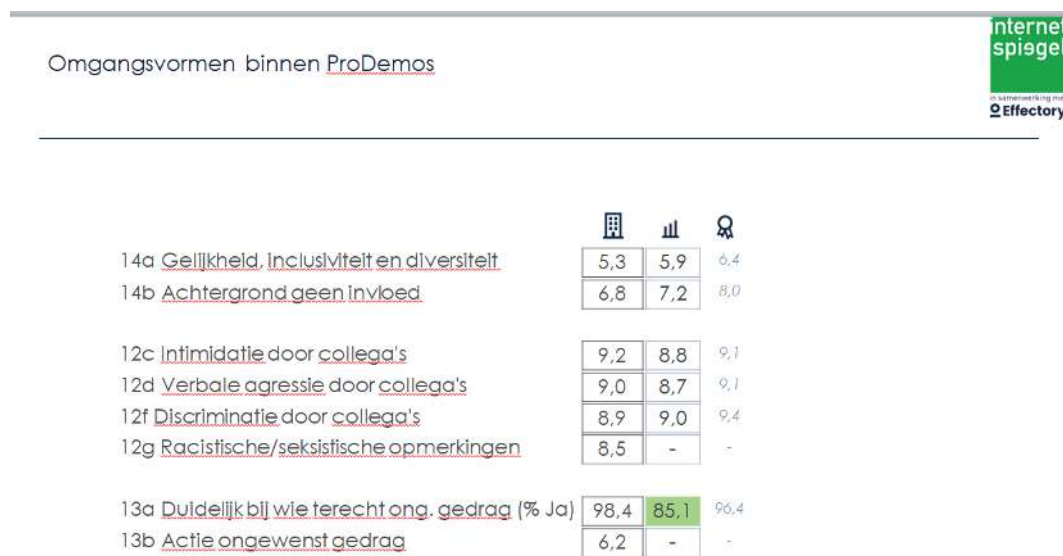 interne
spiegel
Omgangsvormen binnen ProDemos
in samenwerking me
Effectory
14a Gelijkheid, inclusiviteit en diversiteit 5,3 5,9 6,4
14b Achtergrond geen invloed 6,8 7,2 8,0
12c Intimidatie door collega's 9,2 8,8 9,1
12d Verbale agressie door collega's 9,0 8,7 9,1
12f Discriminatie door collega's 8,9 9,0 9,4
12g Racistische/seksistische opmerkingen 8,5 - -
13a Duidelijk bij wie terecht ong. gedrag (% Ja) 98,4 85,1 96,4
13b Actie ongewenst gedrag 6,2 - -